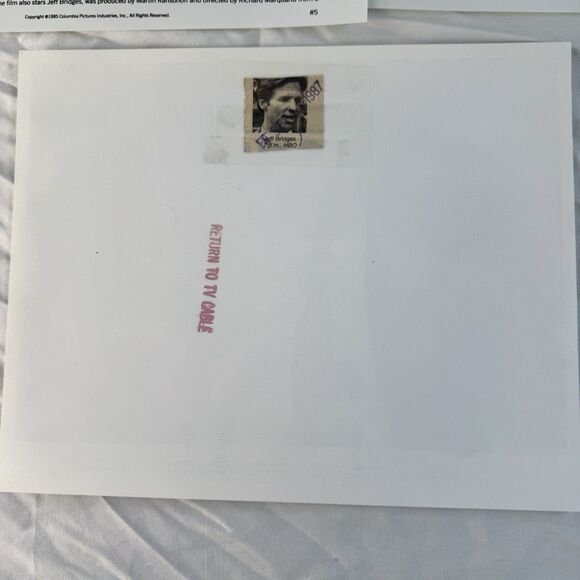 he film also stars Jeff Bridges, was produced by Martin Ransohoff and directed by Richard Marquand from a
Copyright ©1985 Columbia Pictures Industries, Inc., All Rights Reserved.
#5
1987
Jeff Bridges
p.m., HBO
RETURN TO TV CABLE